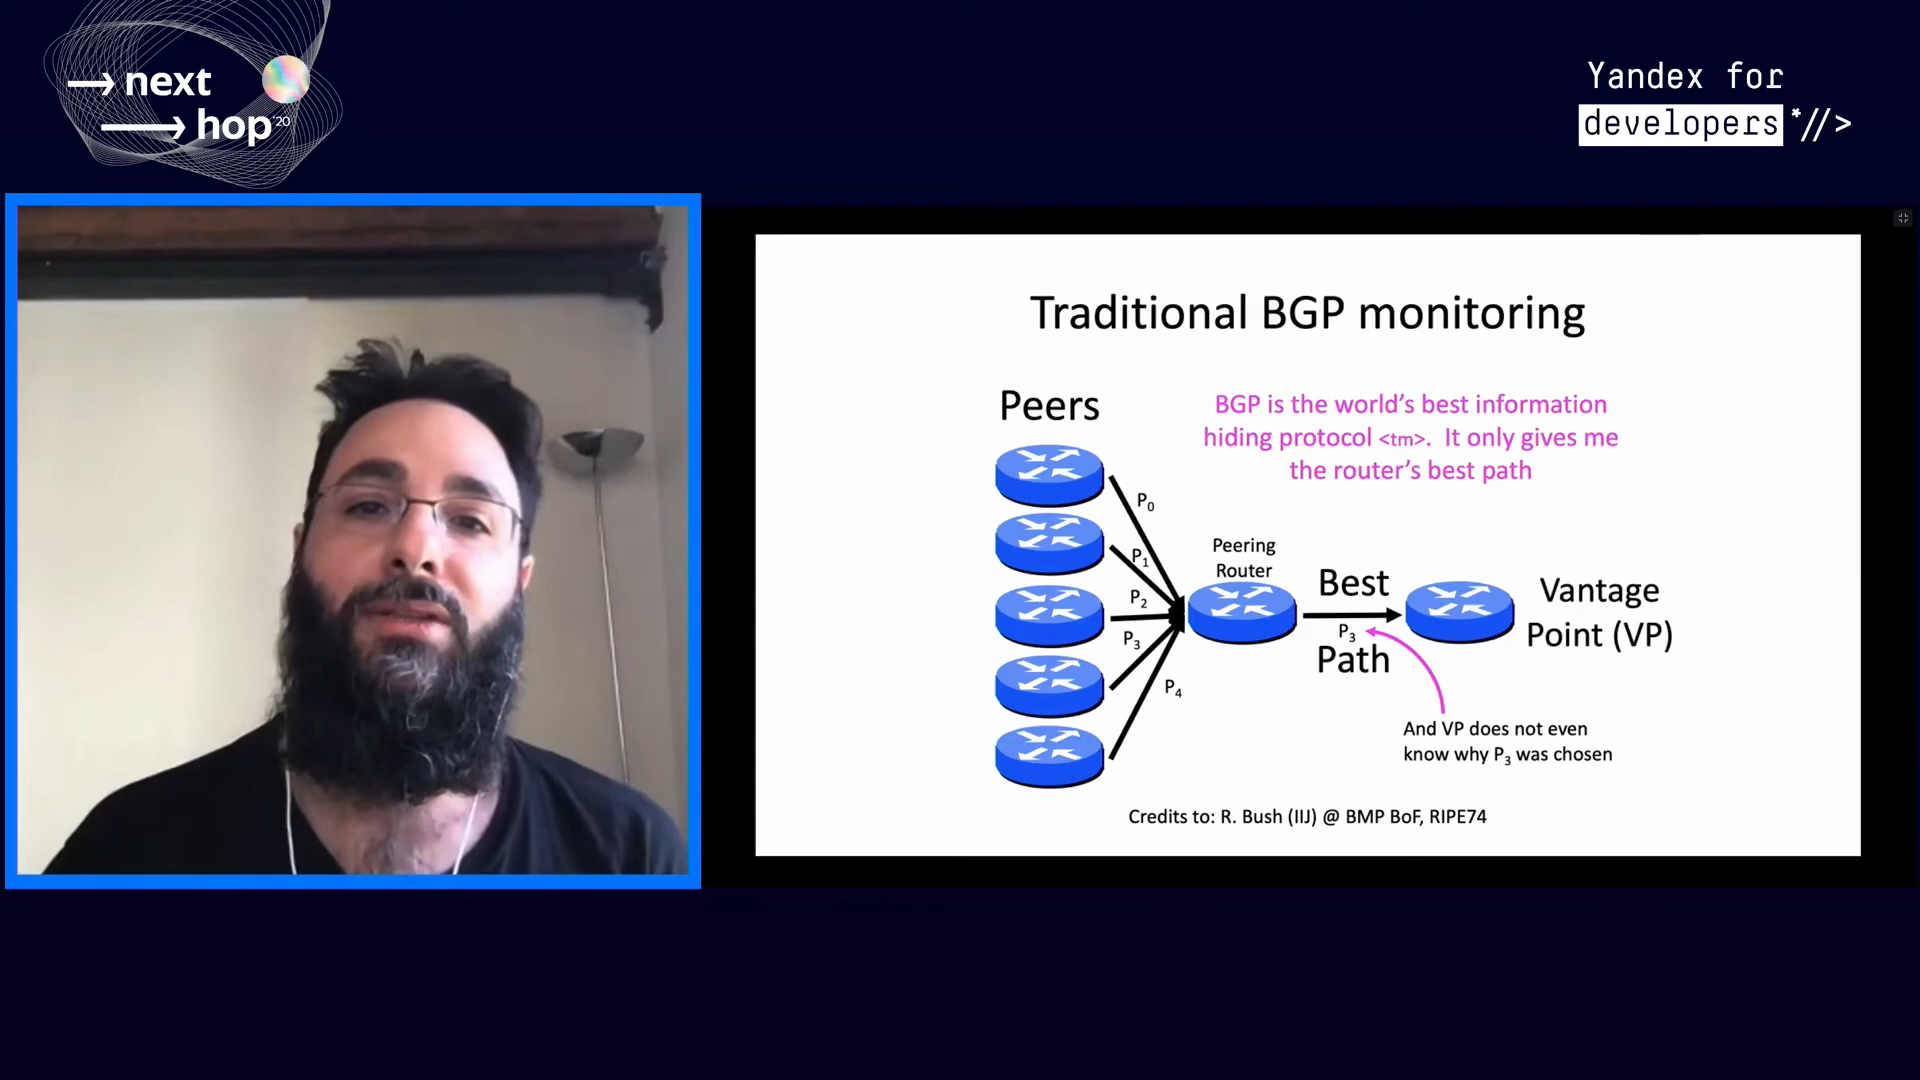 next
hop '20
Yandex for
developers *//>
Traditional BGP monitoring
Peers
BGP is the world's best information
hiding protocol <tm>. It only gives me
the router's best path
P0
P1
P2
P3
P4
Peering
Router
Best
P3
Path
Vantage
Point (VP)
And VP does not even
know why P3 was chosen
Credits to: R. Bush (IIJ) @ BMP BoF, RIPE74